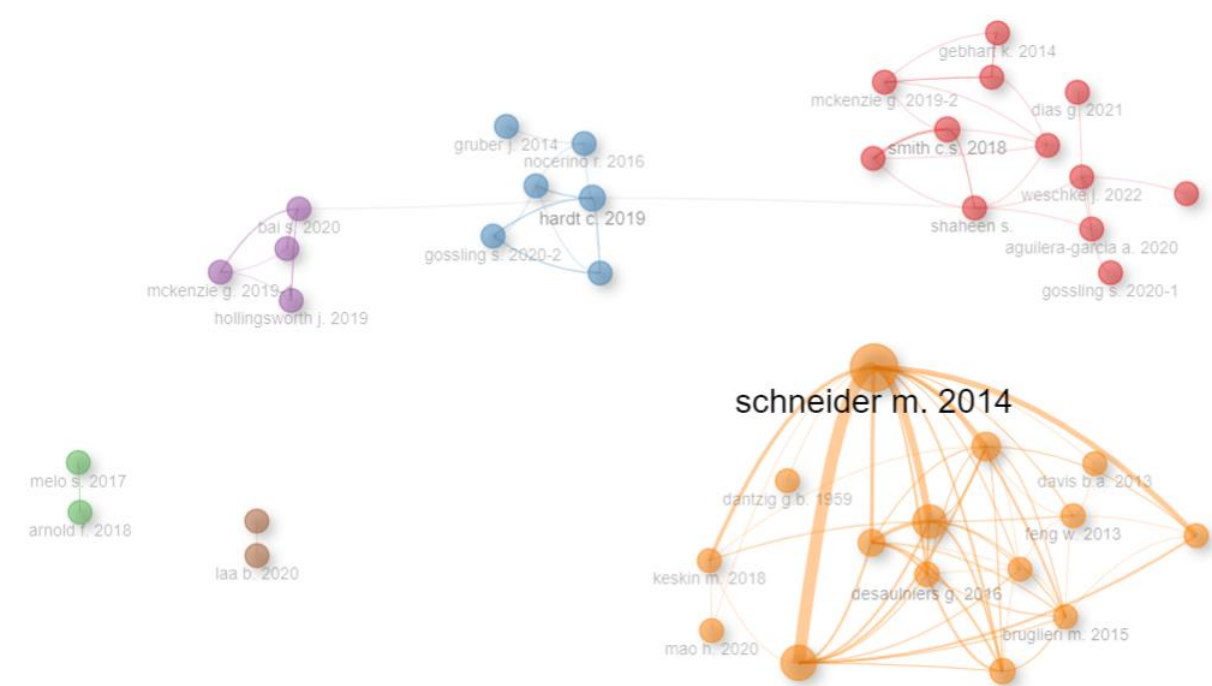 gebhart k. 2014
mckenzie g. 2019-2
dias g. 2021
gruber j. 2014
nocerino r. 2016
smith c.s. 2018
weschke j. 2022
bai s. 2020
hardt c. 2019
shaheen s.
gossling s. 2020-2
aguilera-garcía a. 2020
mckenzie g. 2019-1
gossling s. 2020-1
hollingsworth j. 2019
schneider m. 2014
melo s. 2017
dantzig g.b. 1959
davis b.a. 2013
arnold f. 2018
feng w. 2013
laa b. 2020
keskin m. 2018
desaulniers g. 2016
mao h. 2020
bruglieri m. 2015